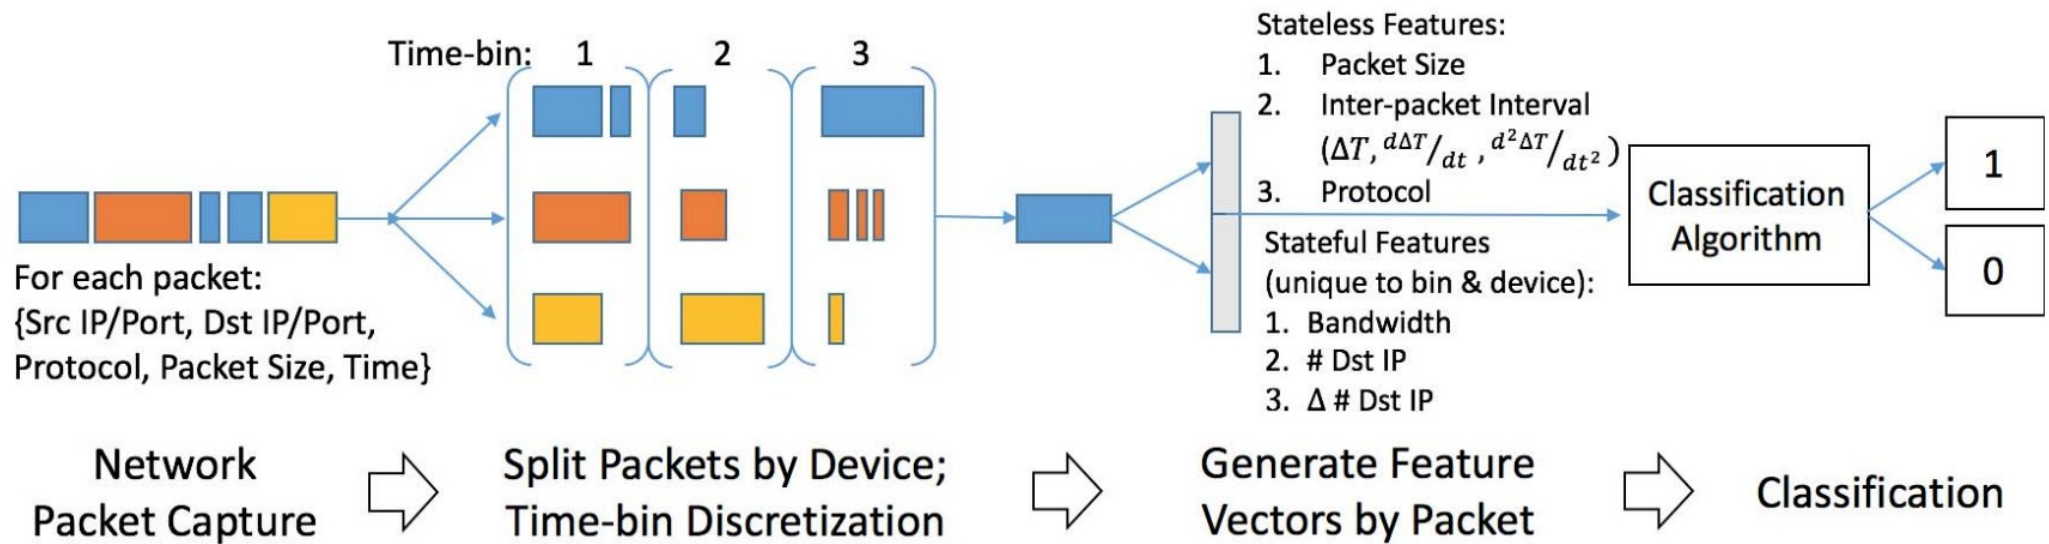 Time-bin: 1 2 3
For each packet:
{Src IP/Port, Dst IP/Port,
Protocol, Packet Size, Time}
Stateless Features:
1. Packet Size
2. Inter-packet Interval
(ΔT, dΔT/dt , d²ΔT/dt² )
3. Protocol
Stateful Features
(unique to bin & device):
1. Bandwidth
2. # Dst IP
3. Δ # Dst IP
Classification
Algorithm
1
0
Network
Packet Capture
Split Packets by Device;
Time-bin Discretization
Generate Feature
Vectors by Packet
Classification